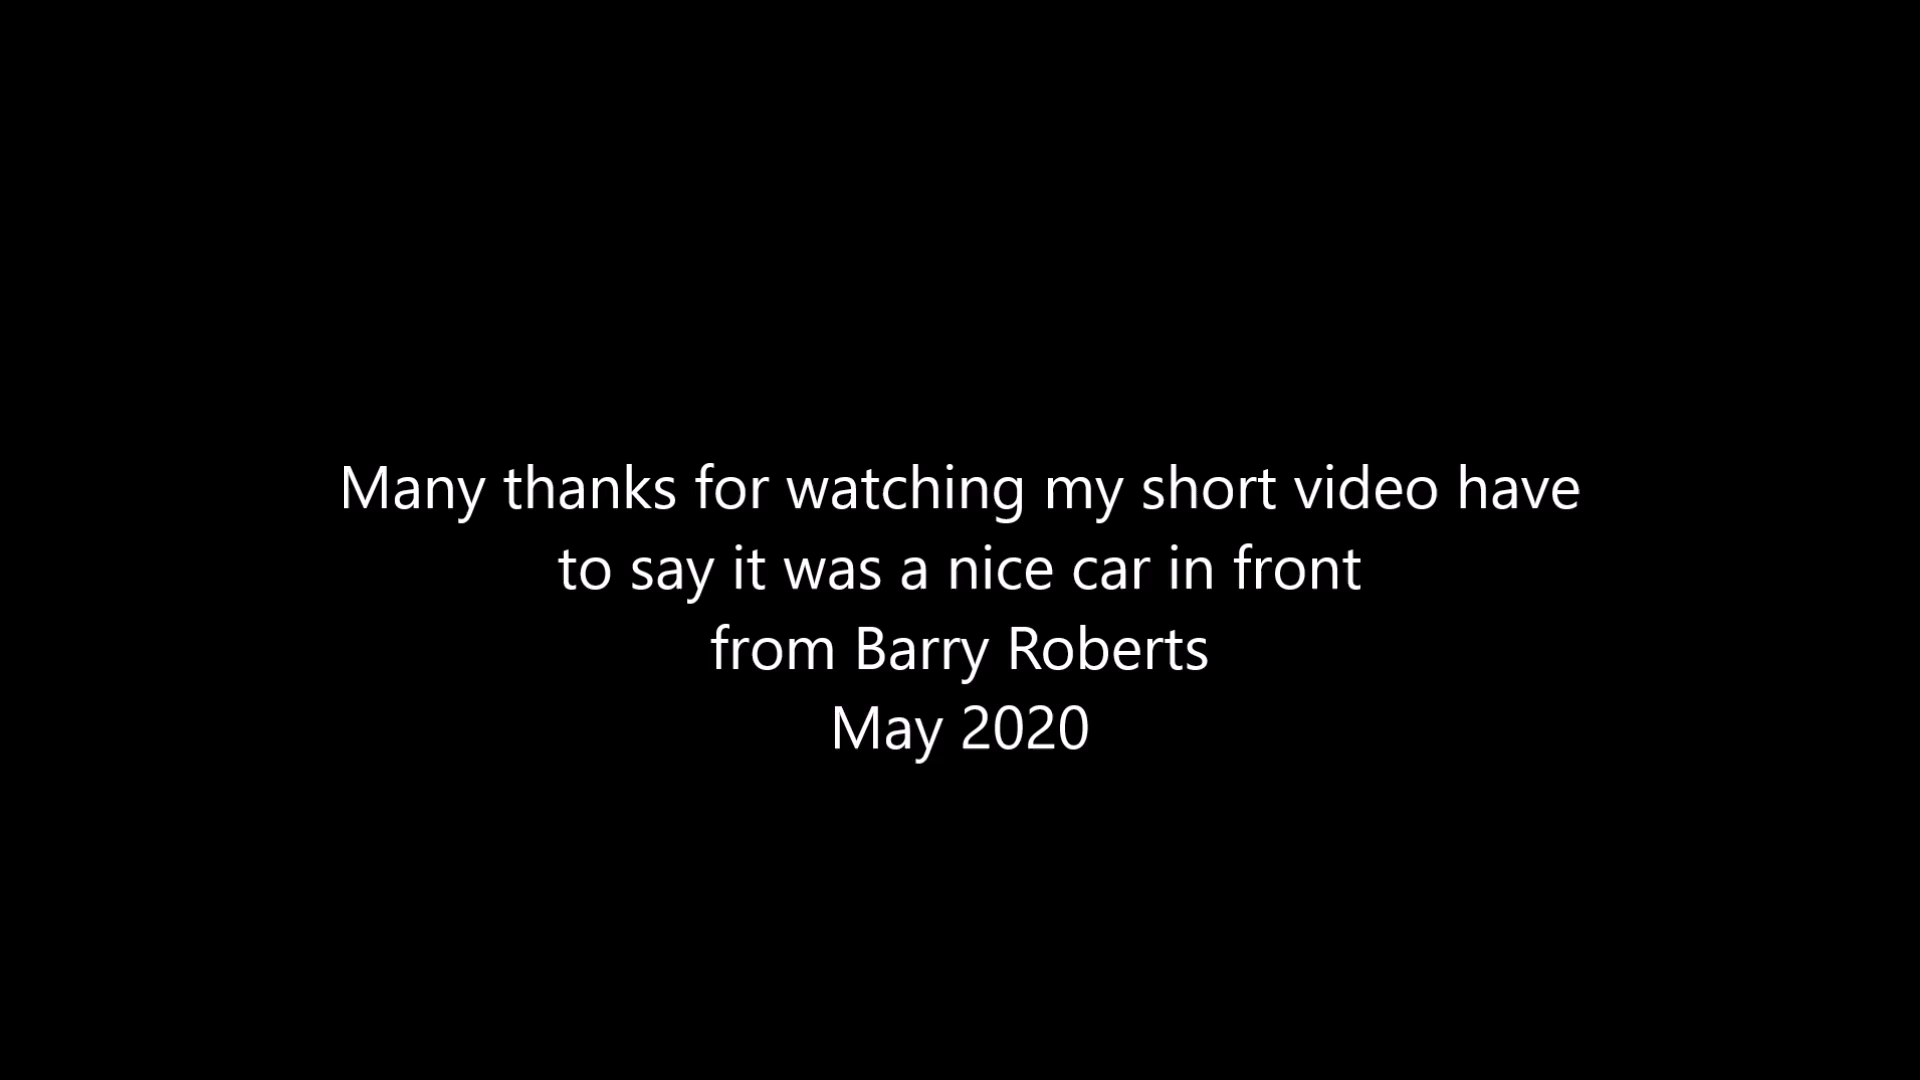 Many thanks for watching my short video have
to say it was a nice car in front
from Barry Roberts
May 2020